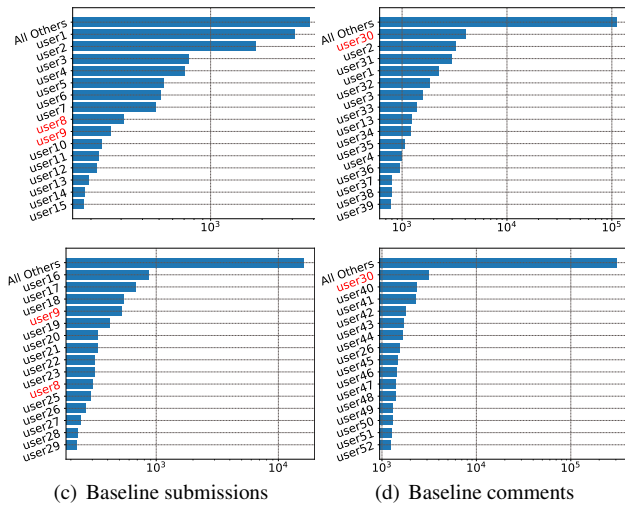 All Others
user1
user2
user3
user4
user5
user6
user7
user8
user9
user10
user11
user12
user13
user14
user15
10³
All Others
user30
user2
user31
user1
user32
user3
user33
user13
user34
user35
user4
user36
user37
user38
user39
10³ 10⁴ 10⁵
All Others
user16
user17
user18
user9
user19
user20
user21
user22
user23
user8
user25
user26
user27
user28
user29
10³ 10⁴
All Others
user30
user40
user41
user42
user43
user44
user26
user45
user46
user47
user48
user49
user50
user51
user52
10³ 10⁴ 10⁵
(c) Baseline submissions
(d) Baseline comments